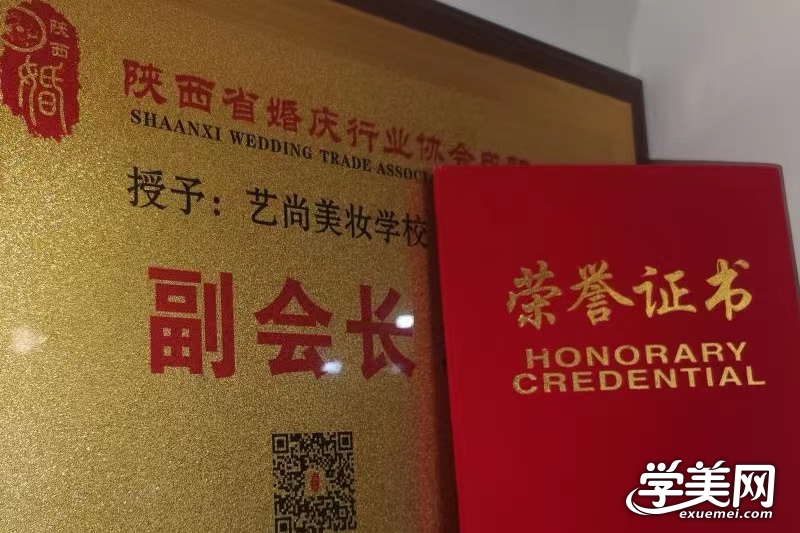 陕西
婚
陕西省婚庆行业协会
SHAANXI WEDDING TRADE
授予：艺尚美妆学校
副会长
荣誉证书
HONORARY
CREDENTIAL
学美网
exuemei.com